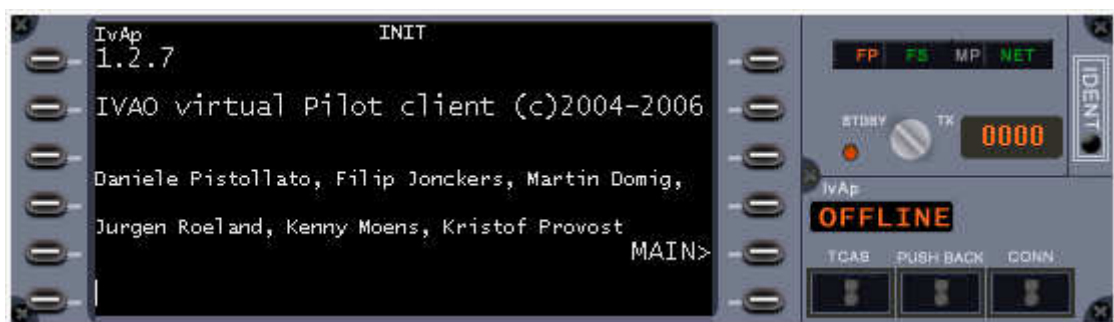 IvAp INIT
1.2.7
IVAO virtual Pilot client (c)2004-2006
Daniele Pistollato, Filip Jonckers, Martin Domig,
Jurgen Roeland, Kenny Moens, Kristof Provost
MAIN>
FP FS MP NET
IDENT
STDBY TX 0000
IvAp
OFFLINE
TCAS PUSH BACK CONN